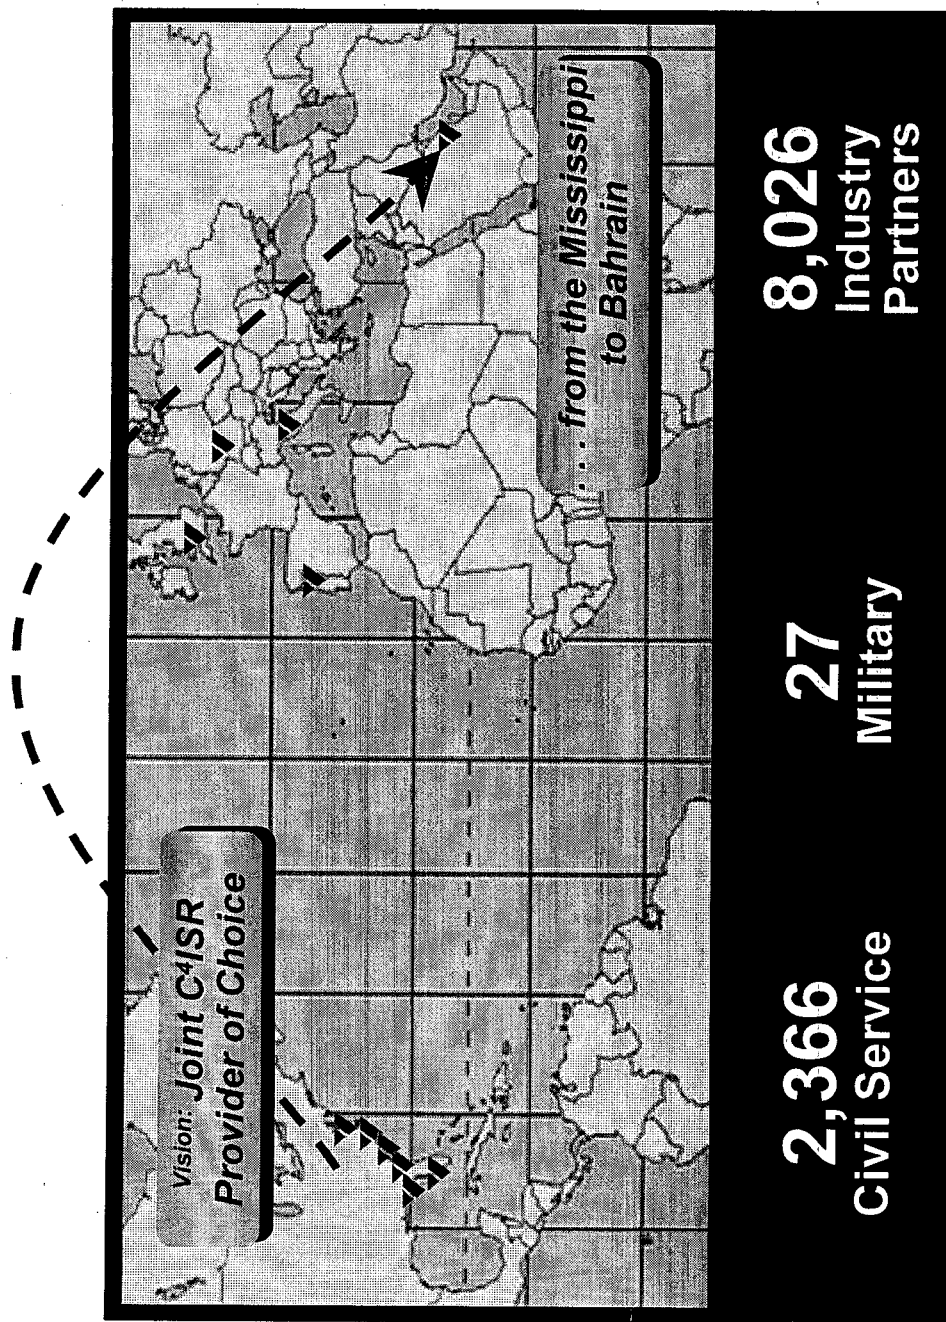 Vision: Joint C⁴ISR
Provider of Choice
. . . from the Mississippi
to Bahrain
2,366
Civil Service
27
Military
8,026
Industry
Partners